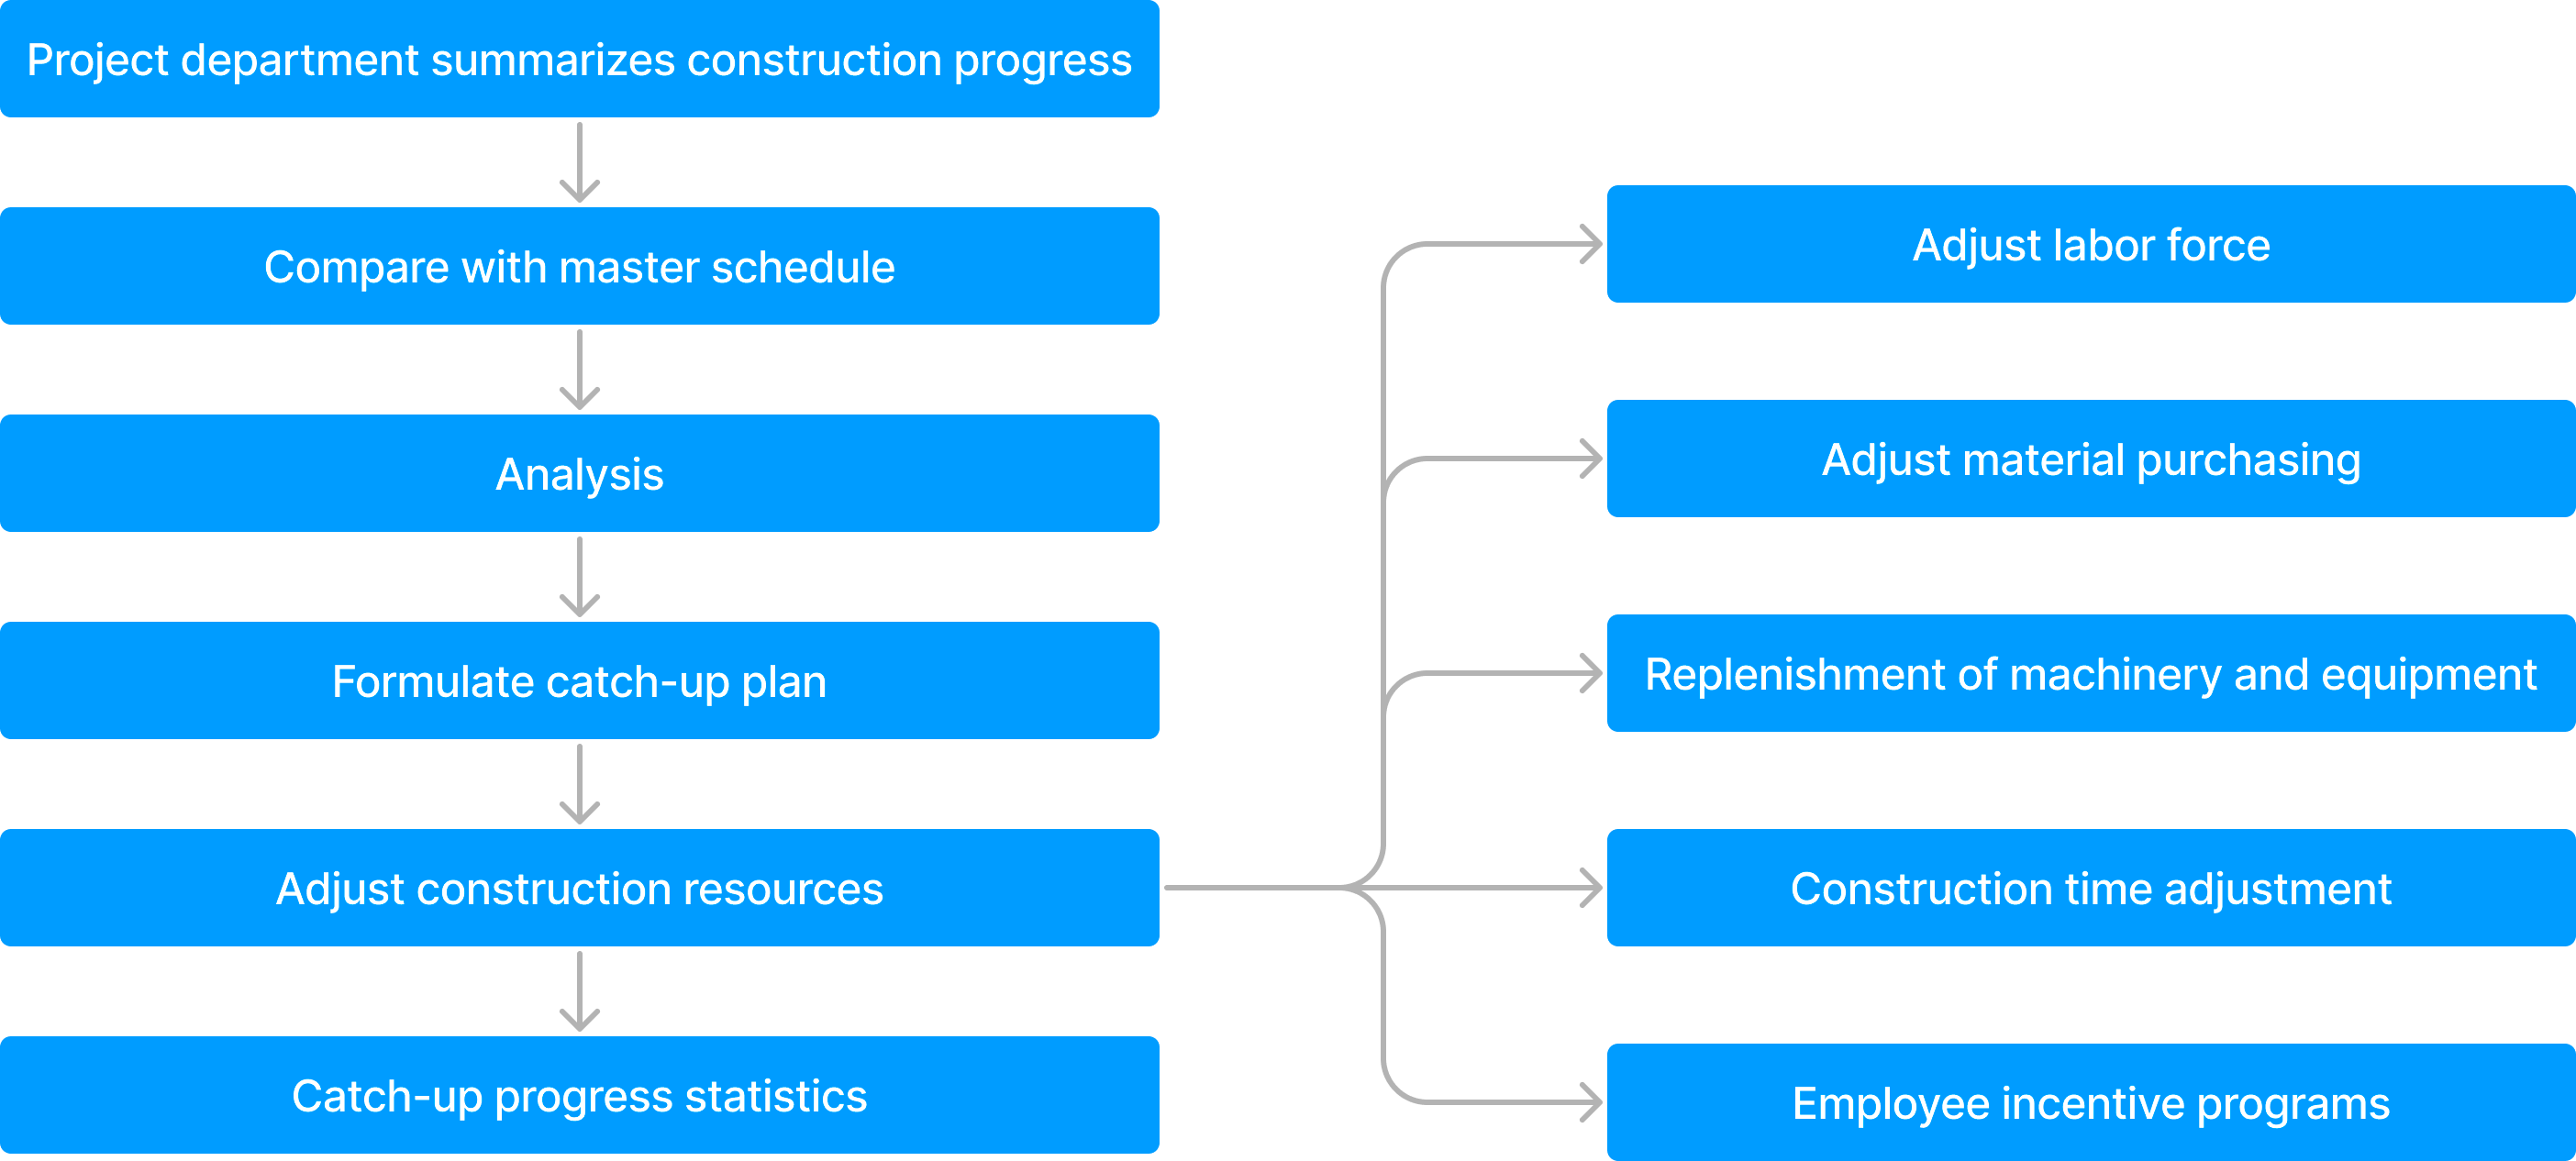 Project department summarizes construction progress
Compare with master schedule
Analysis
Formulate catch-up plan
Adjust construction resources
Catch-up progress statistics
Adjust labor force
Adjust material purchasing
Replenishment of machinery and equipment
Construction time adjustment
Employee incentive programs